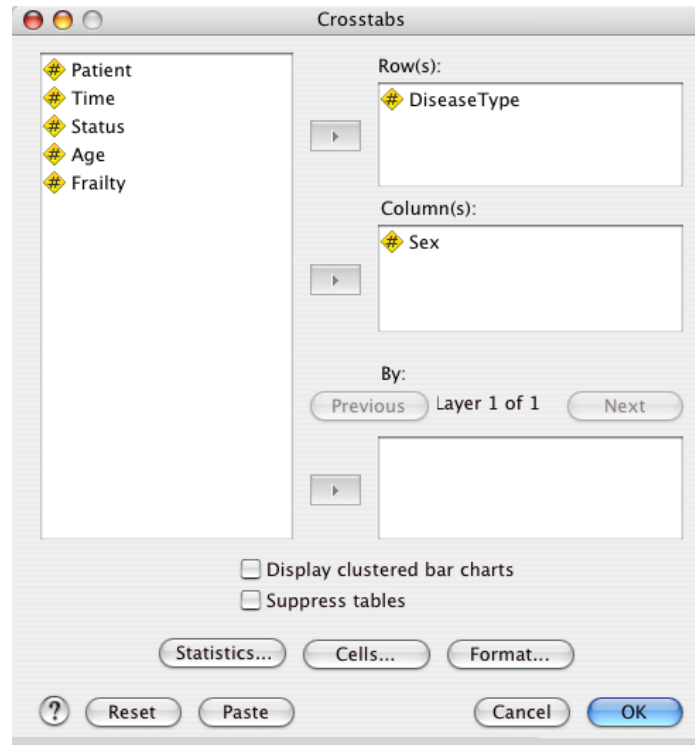 Crosstabs
Patient
Time
Status
Age
Frailty
Row(s):
DiseaseType
Column(s):
Sex
By:
Previous Layer 1 of 1 Next
Display clustered bar charts
Suppress tables
Statistics... Cells... Format...
? Reset Paste Cancel OK